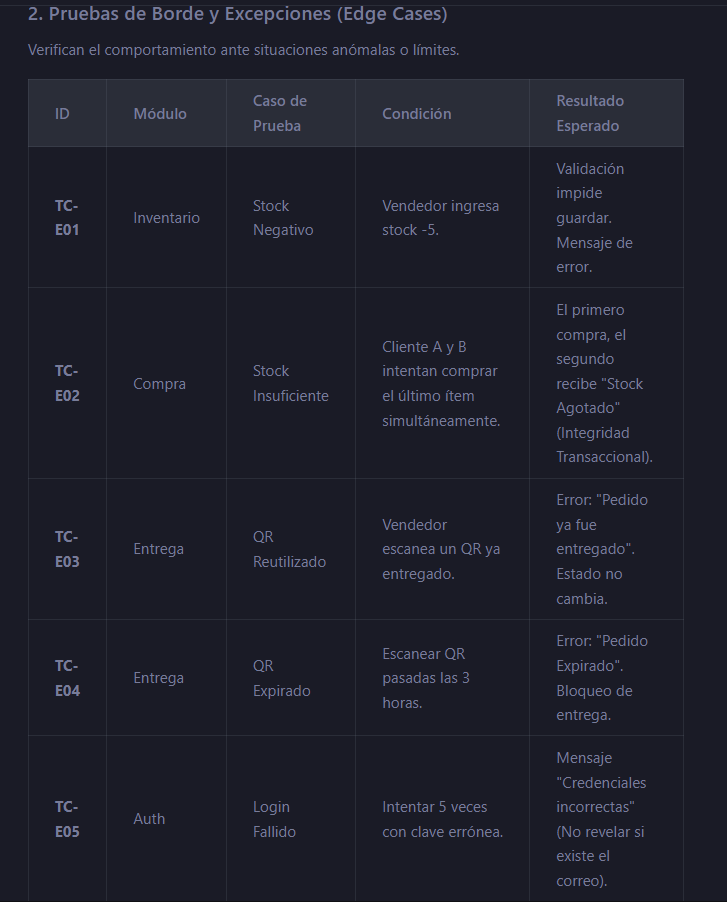 2. Pruebas de Borde y Excepciones (Edge Cases)
Verifican el comportamiento ante situaciones anómalas o límites.
ID
Módulo
Caso de
Prueba
Condición
Resultado
Esperado
TC-
E01
Inventario
Stock
Negativo
Vendedor ingresa
stock -5.
Validación
impide
guardar.
Mensaje de
error.
TC-
E02
Compra
Stock
Insuficiente
Cliente A y B
intentan comprar
el último ítem
simultáneamente.
El primero
compra, el
segundo
recibe "Stock
Agotado"
(Integridad
Transaccional).
TC-
E03
Entrega
QR
Reutilizado
Vendedor
escanea un QR ya
entregado.
Error: "Pedido
ya fue
entregado".
Estado no
cambia.
TC-
E04
Entrega
QR
Expirado
Escanear QR
pasadas las 3
horas.
Error: "Pedido
Expirado".
Bloqueo de
entrega.
TC-
E05
Auth
Login
Fallido
Intentar 5 veces
con clave errónea.
Mensaje
"Credenciales
incorrectas"
(No revelar si
existe el
correo).